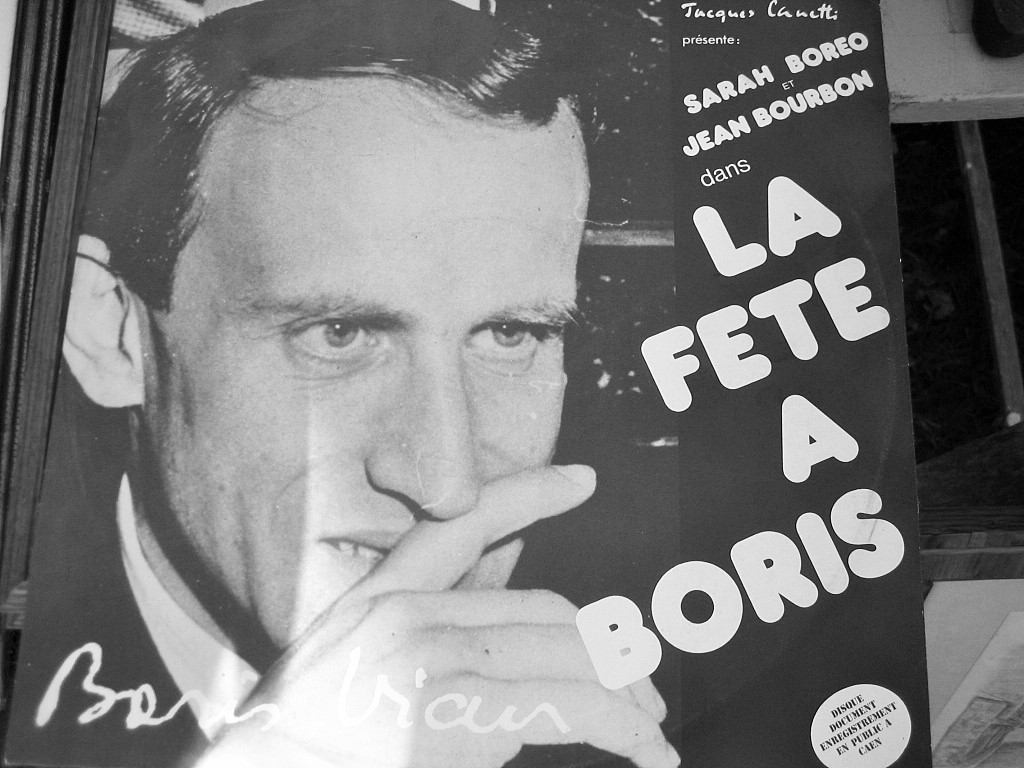 Jacques Canetti
présente:
SARAH BOREO
ET
JEAN BOURBON
dans
LA
FETE
A
BORIS
Boris Vian
DISQUE
DOCUMENT
ENREGISTREMENT
EN PUBLIC A
CAEN